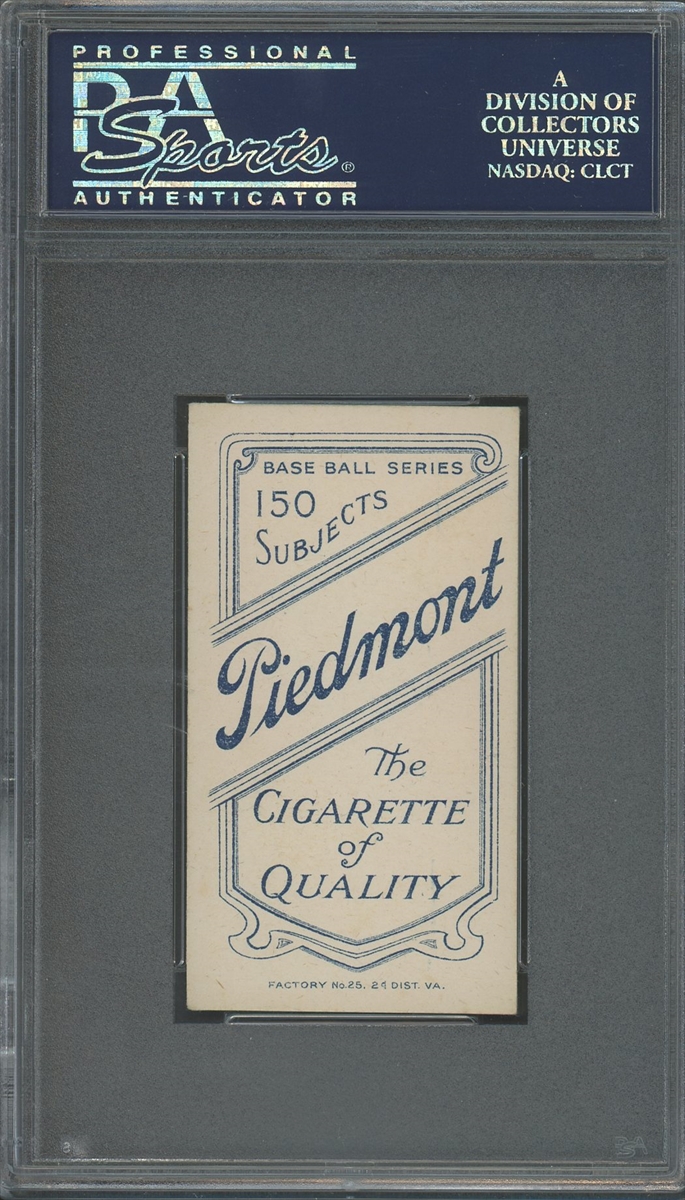 PROFESSIONAL
PSA
Sports®
AUTHENTICATOR
A
DIVISION OF
COLLECTORS
UNIVERSE
NASDAQ: CLCT
BASE BALL SERIES
150
SUBJECTS
Piedmont
The
CIGARETTE
of
QUALITY
FACTORY No.25, 2d DIST. VA.
PSA